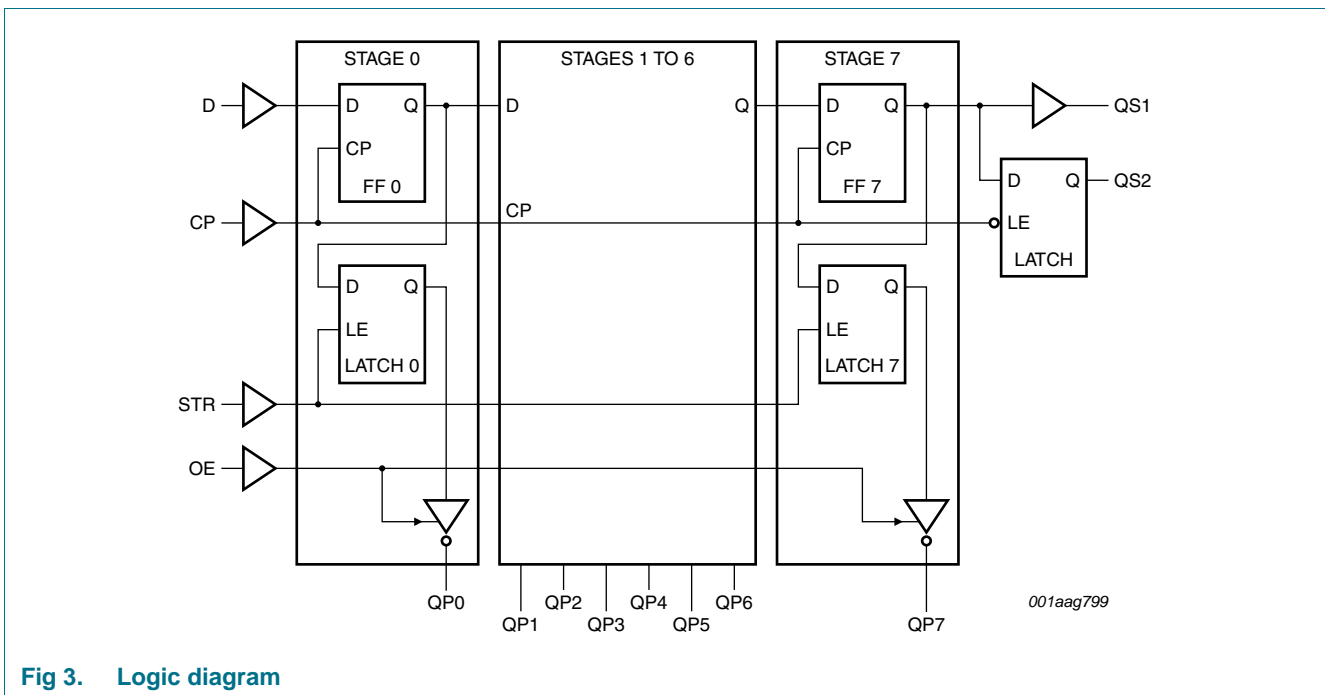 STAGE 0 STAGES 1 TO 6 STAGE 7
D D Q D Q D Q QS1
CP CP
FF 0 FF 7
D Q QS2
CP CP LE
LATCH
D Q D Q
LE LE
LATCH 0 LATCH 7
STR
OE
QP0 QP2 QP4 QP6 001aag799
QP1 QP3 QP5 QP7
Fig 3. Logic diagram